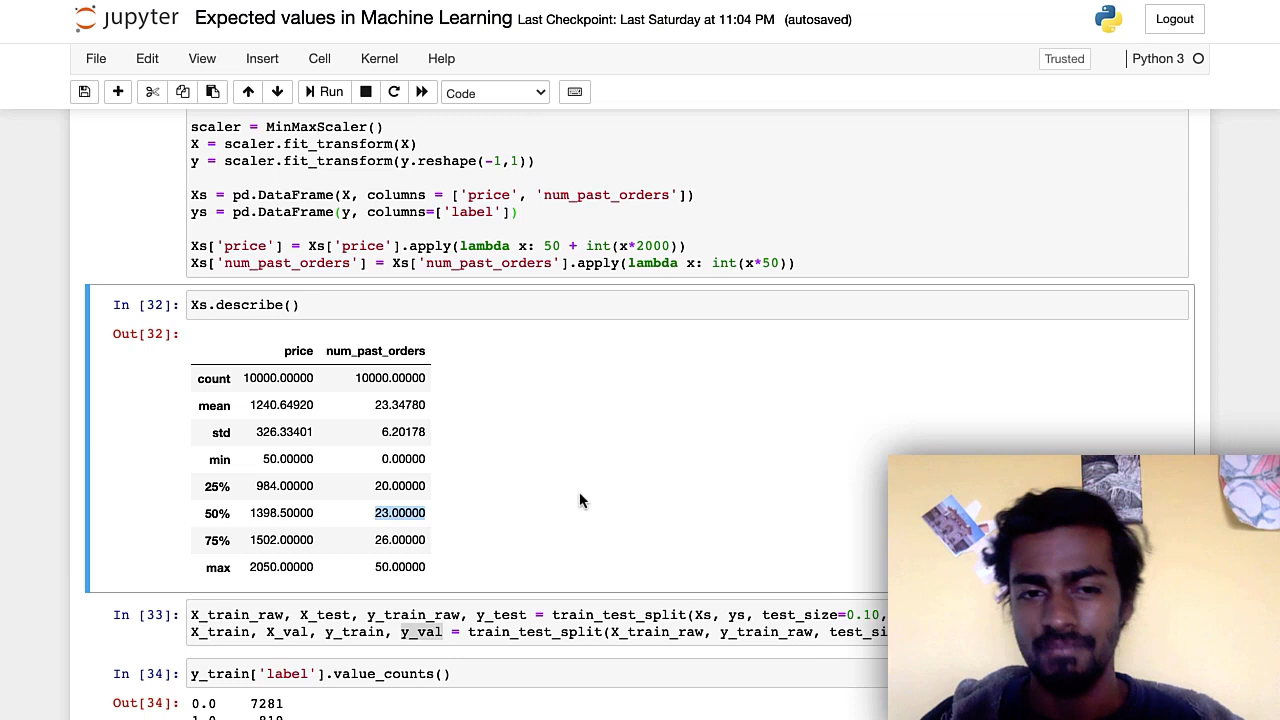 jupyter Expected values in Machine Learning Last Checkpoint: Last Saturday at 11:04 PM (autosaved) Logout
File Edit View Insert Cell Kernel Help Trusted Python 3
Run Code
scaler = MinMaxScaler()
X = scaler.fit_transform(X)
y = scaler.fit_transform(y.reshape(-1,1))
Xs = pd.DataFrame(X, columns = ['price', 'num_past_orders'])
ys = pd.DataFrame(y, columns=['label'])
Xs['price'] = Xs['price'].apply(lambda x: 50 + int(x*2000))
Xs['num_past_orders'] = Xs['num_past_orders'].apply(lambda x: int(x*50))
In [32]: Xs.describe()
Out[32]:
price num_past_orders
count 10000.00000 10000.00000
mean 1240.64920 23.34780
std 326.33401 6.20178
min 50.00000 0.00000
25% 984.00000 20.00000
50% 1398.50000 23.00000
75% 1502.00000 26.00000
max 2050.00000 50.00000
In [33]: X_train_raw, X_test, y_train_raw, y_test = train_test_split(Xs, ys, test_size=0.10,
X_train, X_val, y_train, y_val = train_test_split(X_train_raw, y_train_raw, test_si
In [34]: y_train['label'].value_counts()
Out[34]: 0.0 7281